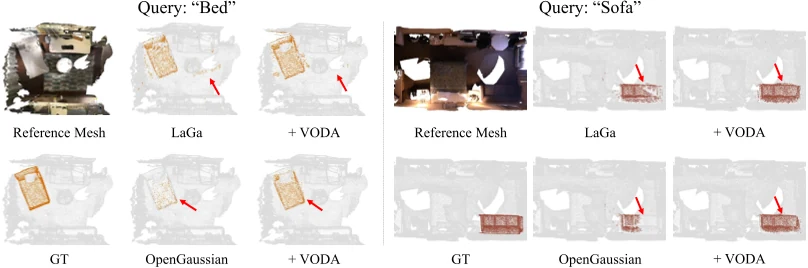 Query: “Bed”
Query: “Sofa”
Reference Mesh
LaGa
+ VODA
Reference Mesh
LaGa
+ VODA
GT
OpenGaussian
+ VODA
GT
OpenGaussian
+ VODA